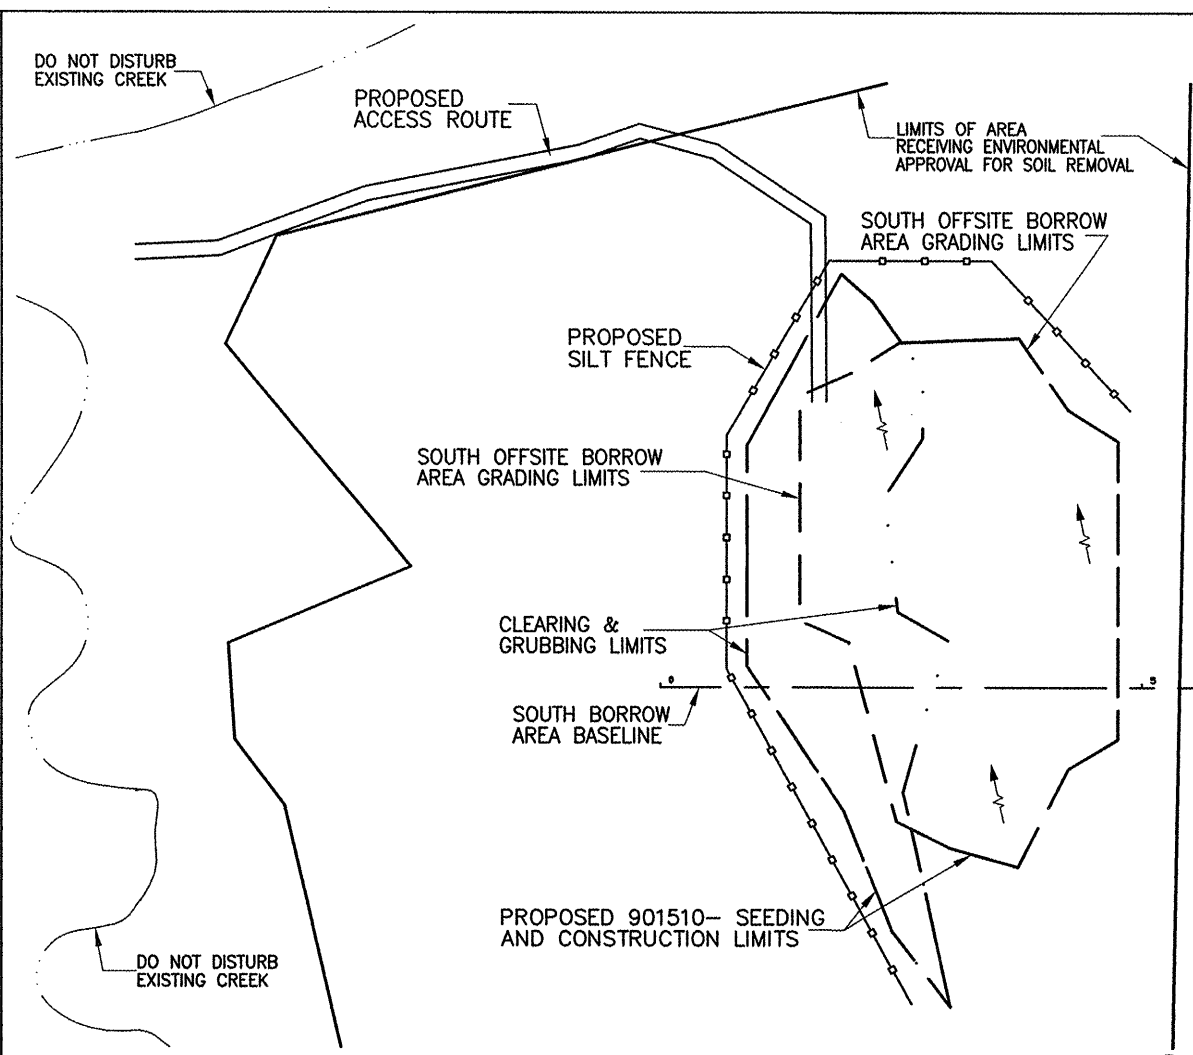 DO NOT DISTURB
EXISTING CREEK
PROPOSED
ACCESS ROUTE
LIMITS OF AREA
RECEIVING ENVIRONMENTAL
APPROVAL FOR SOIL REMOVAL
SOUTH OFFSITE BORROW
AREA GRADING LIMITS
PROPOSED
SILT FENCE
SOUTH OFFSITE BORROW
AREA GRADING LIMITS
CLEARING &
GRUBBING LIMITS
0
5
SOUTH BORROW
AREA BASELINE
PROPOSED 901510- SEEDING
AND CONSTRUCTION LIMITS
DO NOT DISTURB
EXISTING CREEK